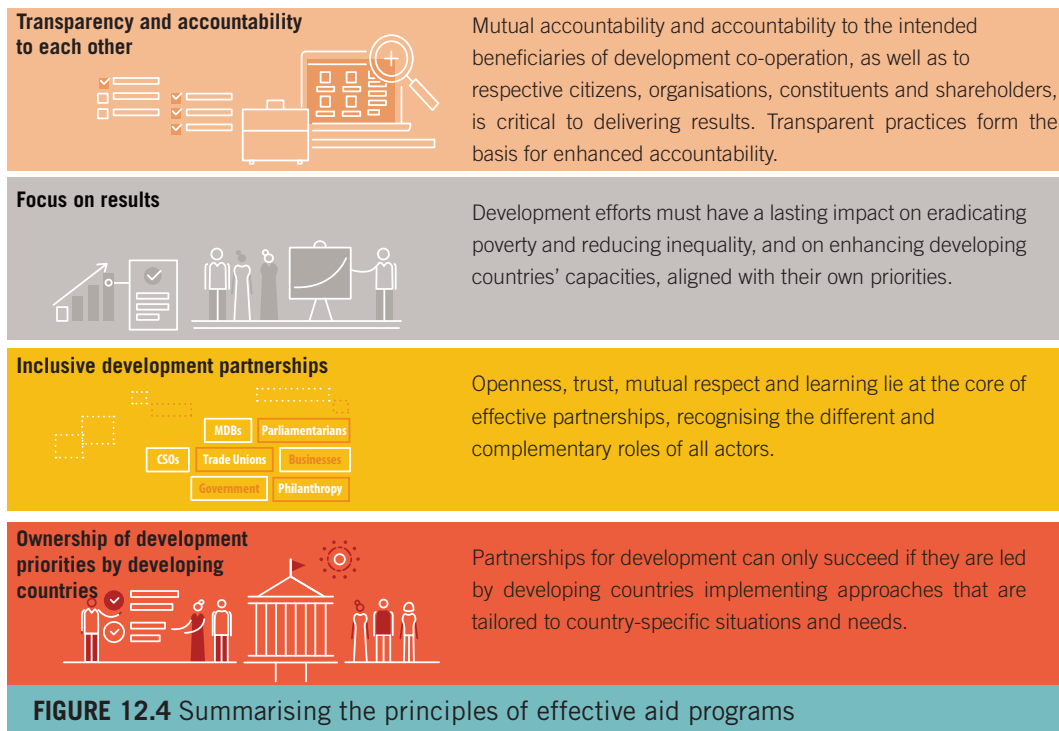 Transparency and accountability
to each other
Mutual accountability and accountability to the intended
beneficiaries of development co-operation, as well as to
respective citizens, organisations, constituents and shareholders,
is critical to delivering results. Transparent practices form the
basis for enhanced accountability.
Focus on results
Development efforts must have a lasting impact on eradicating
poverty and reducing inequality, and on enhancing developing
countries’ capacities, aligned with their own priorities.
Inclusive development partnerships
MDBs Parliamentarians
CSOs Trade Unions Businesses
Government Philanthropy
Openness, trust, mutual respect and learning lie at the core of
effective partnerships, recognising the different and
complementary roles of all actors.
Ownership of development
priorities by developing
countries
Partnerships for development can only succeed if they are led
by developing countries implementing approaches that are
tailored to country-specific situations and needs.
FIGURE 12.4 Summarising the principles of effective aid programs